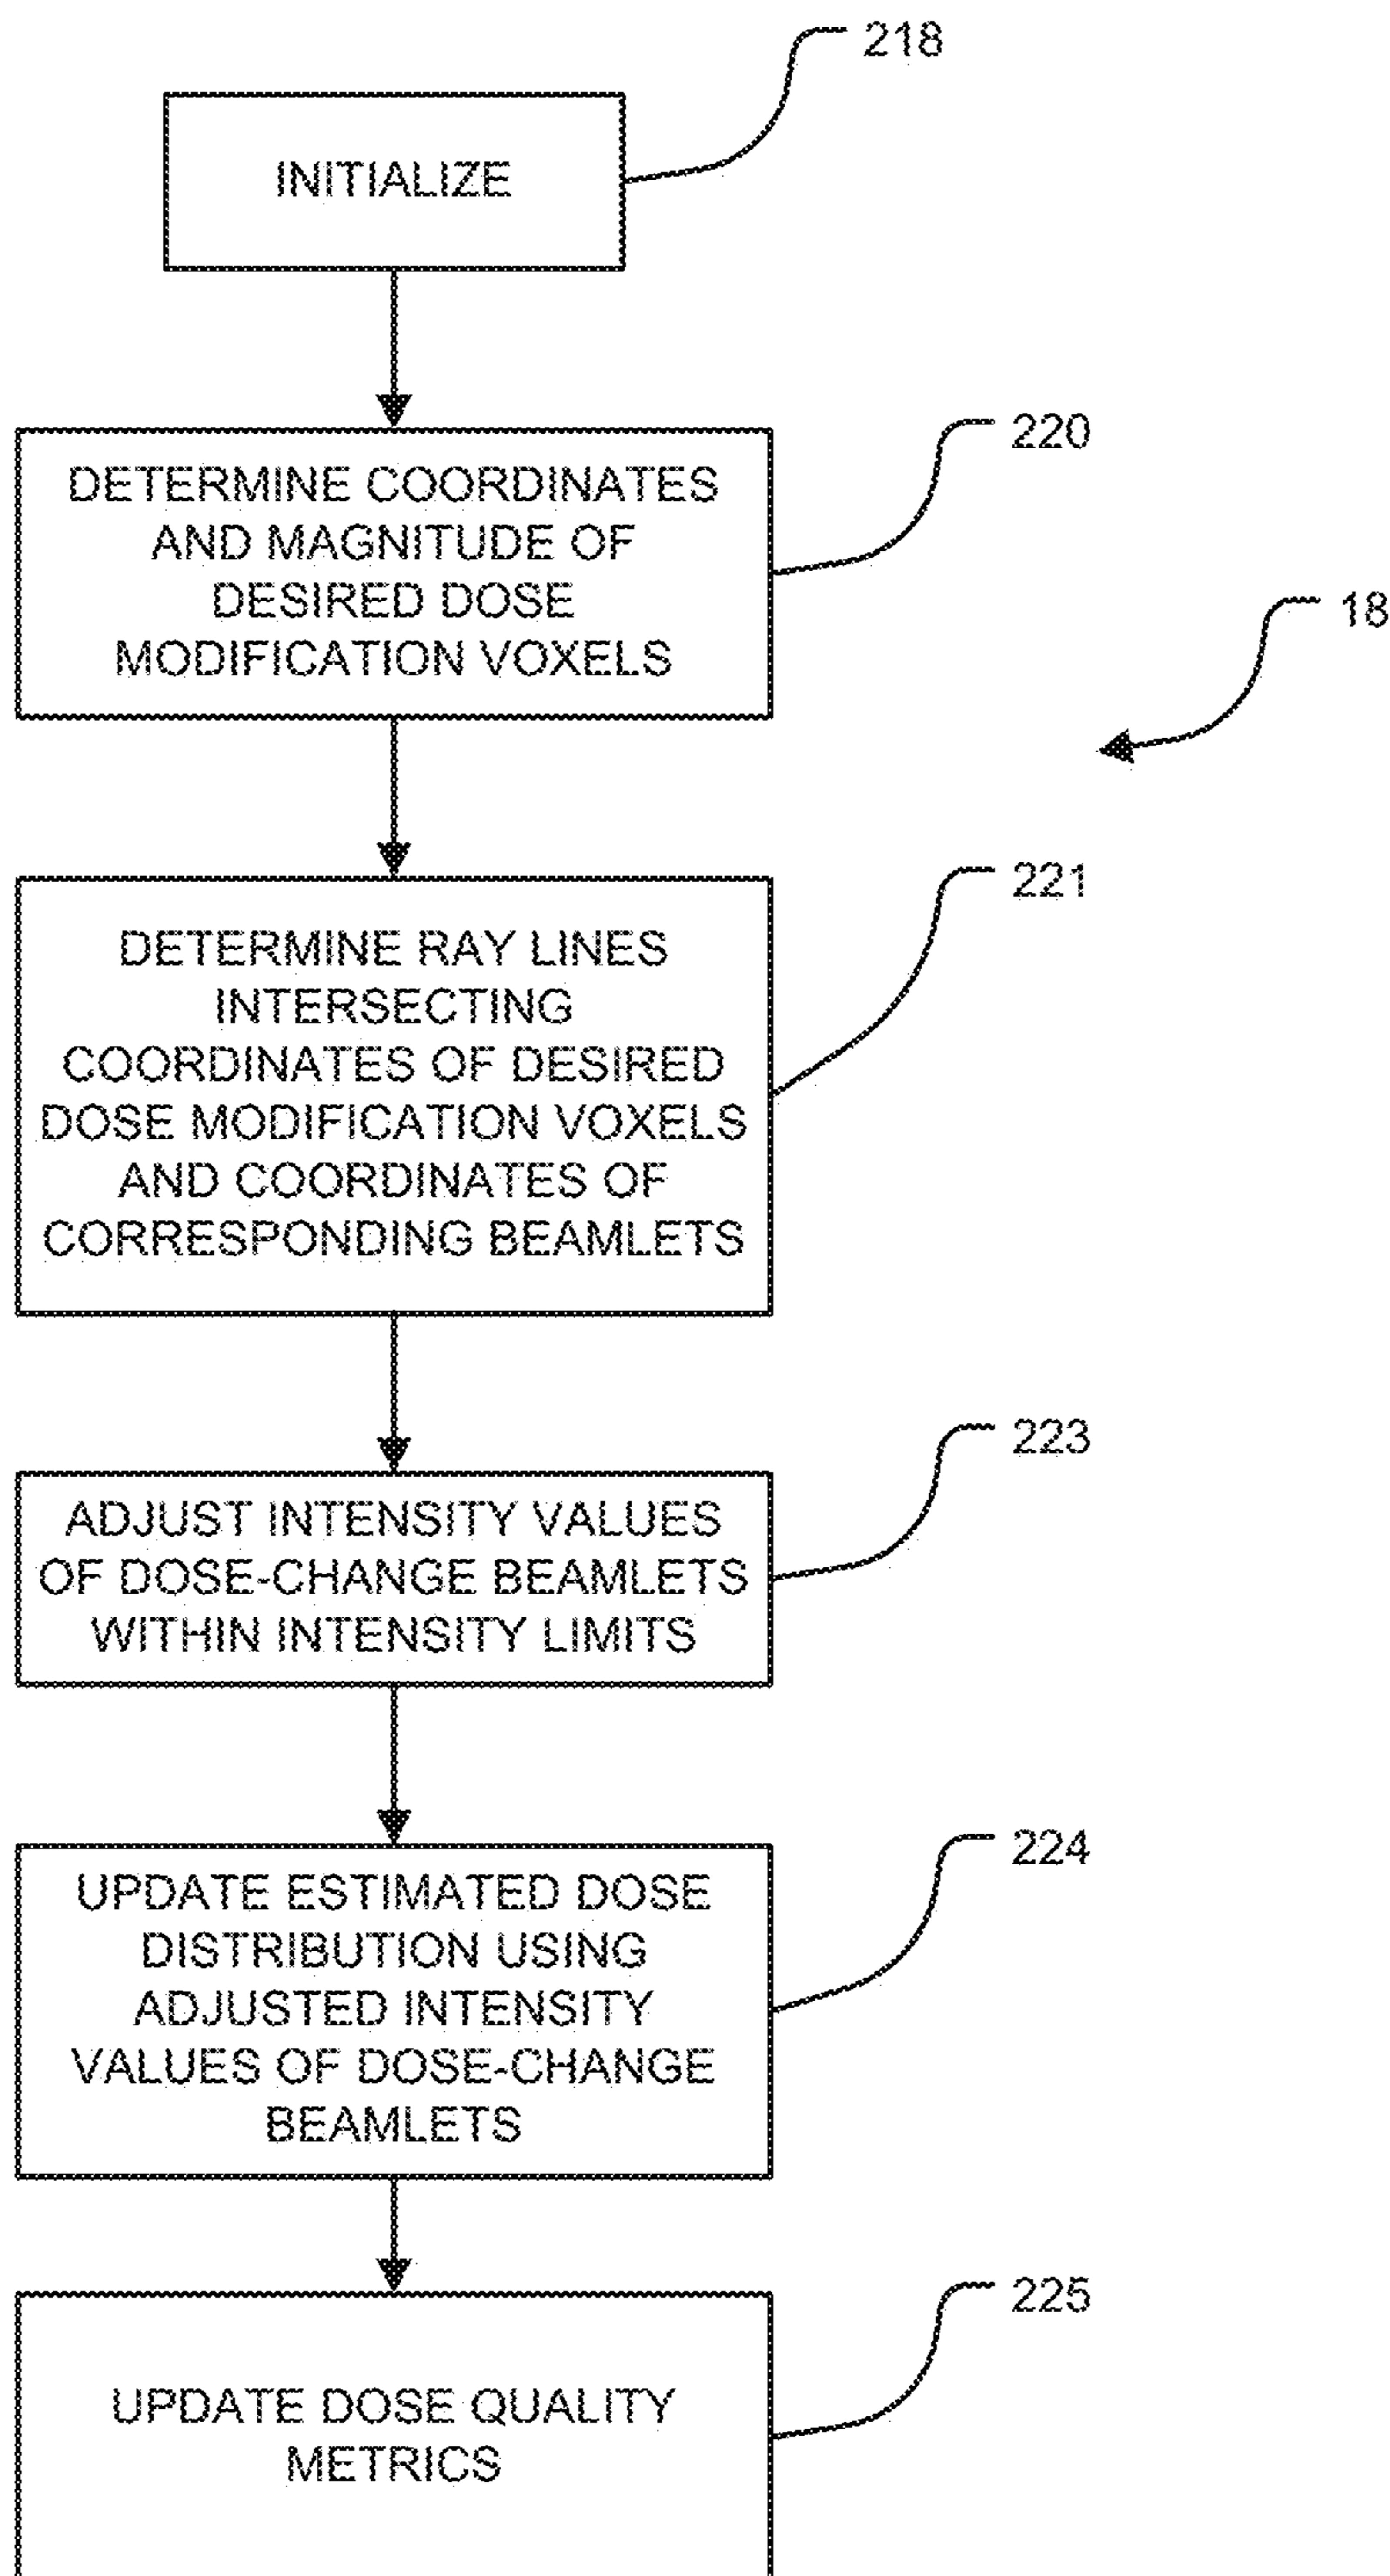 218
INITIALIZE
220
DETERMINE COORDINATES
AND MAGNITUDE OF
DESIRED DOSE
MODIFICATION VOXELS
18
221
DETERMINE RAY LINES
INTERSECTING
COORDINATES OF DESIRED
DOSE MODIFICATION VOXELS
AND COORDINATES OF
CORRESPONDING BEAMLETS
223
ADJUST INTENSITY VALUES
OF DOSE-CHANGE BEAMLETS
WITHIN INTENSITY LIMITS
224
UPDATE ESTIMATED DOSE
DISTRIBUTION USING
ADJUSTED INTENSITY
VALUES OF DOSE-CHANGE
BEAMLETS
225
UPDATE DOSE QUALITY
METRICS